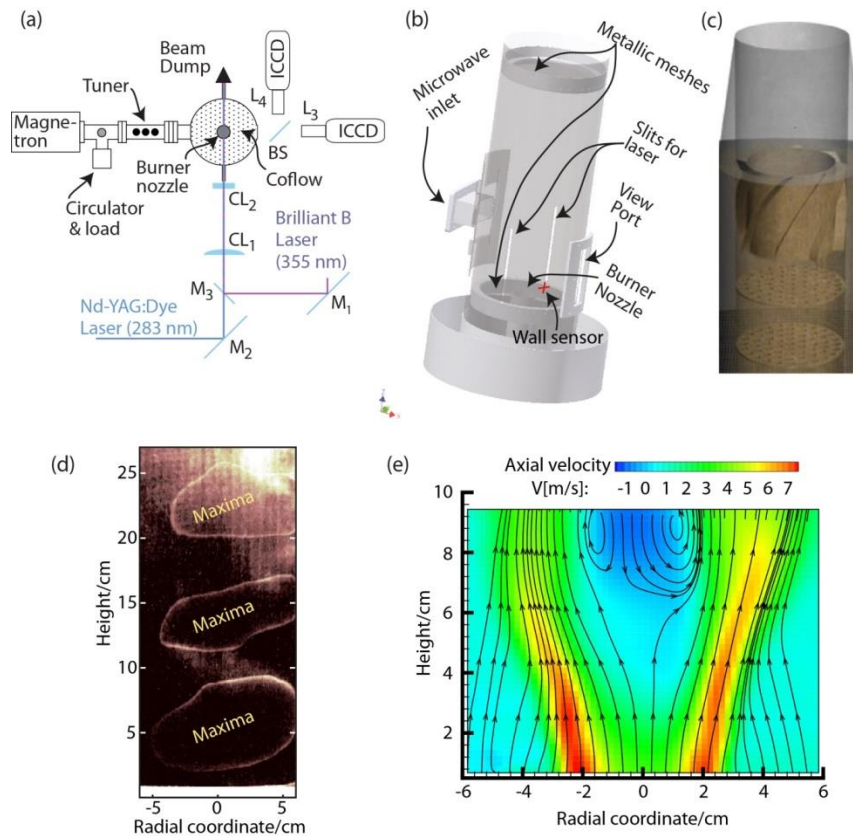 (a)
Beam
Dump
ICCD
L4
L3
Tuner
Magne-
tron
BS
ICCD
Burner
nozzle
Coflow
Circulator
& load
CL2
Brilliant B
Laser
(355 nm)
CL1
M3
M1
Nd-YAG:Dye
Laser (283 nm)
M2
(b)
Metallic meshes
Microwave
inlet
Slits for
laser
View
Port
Burner
Nozzle
Wall sensor
(c)
(d)
Height/cm
25
20
15
10
5
Maxima
Maxima
Maxima
-5 0 5
Radial coordinate/cm
(e)
Axial velocity
V[m/s]: -1 0 1 2 3 4 5 6 7
Height/cm
10
8
6
4
2
-6 -4 -2 0 2 4 6
Radial coordinate/cm